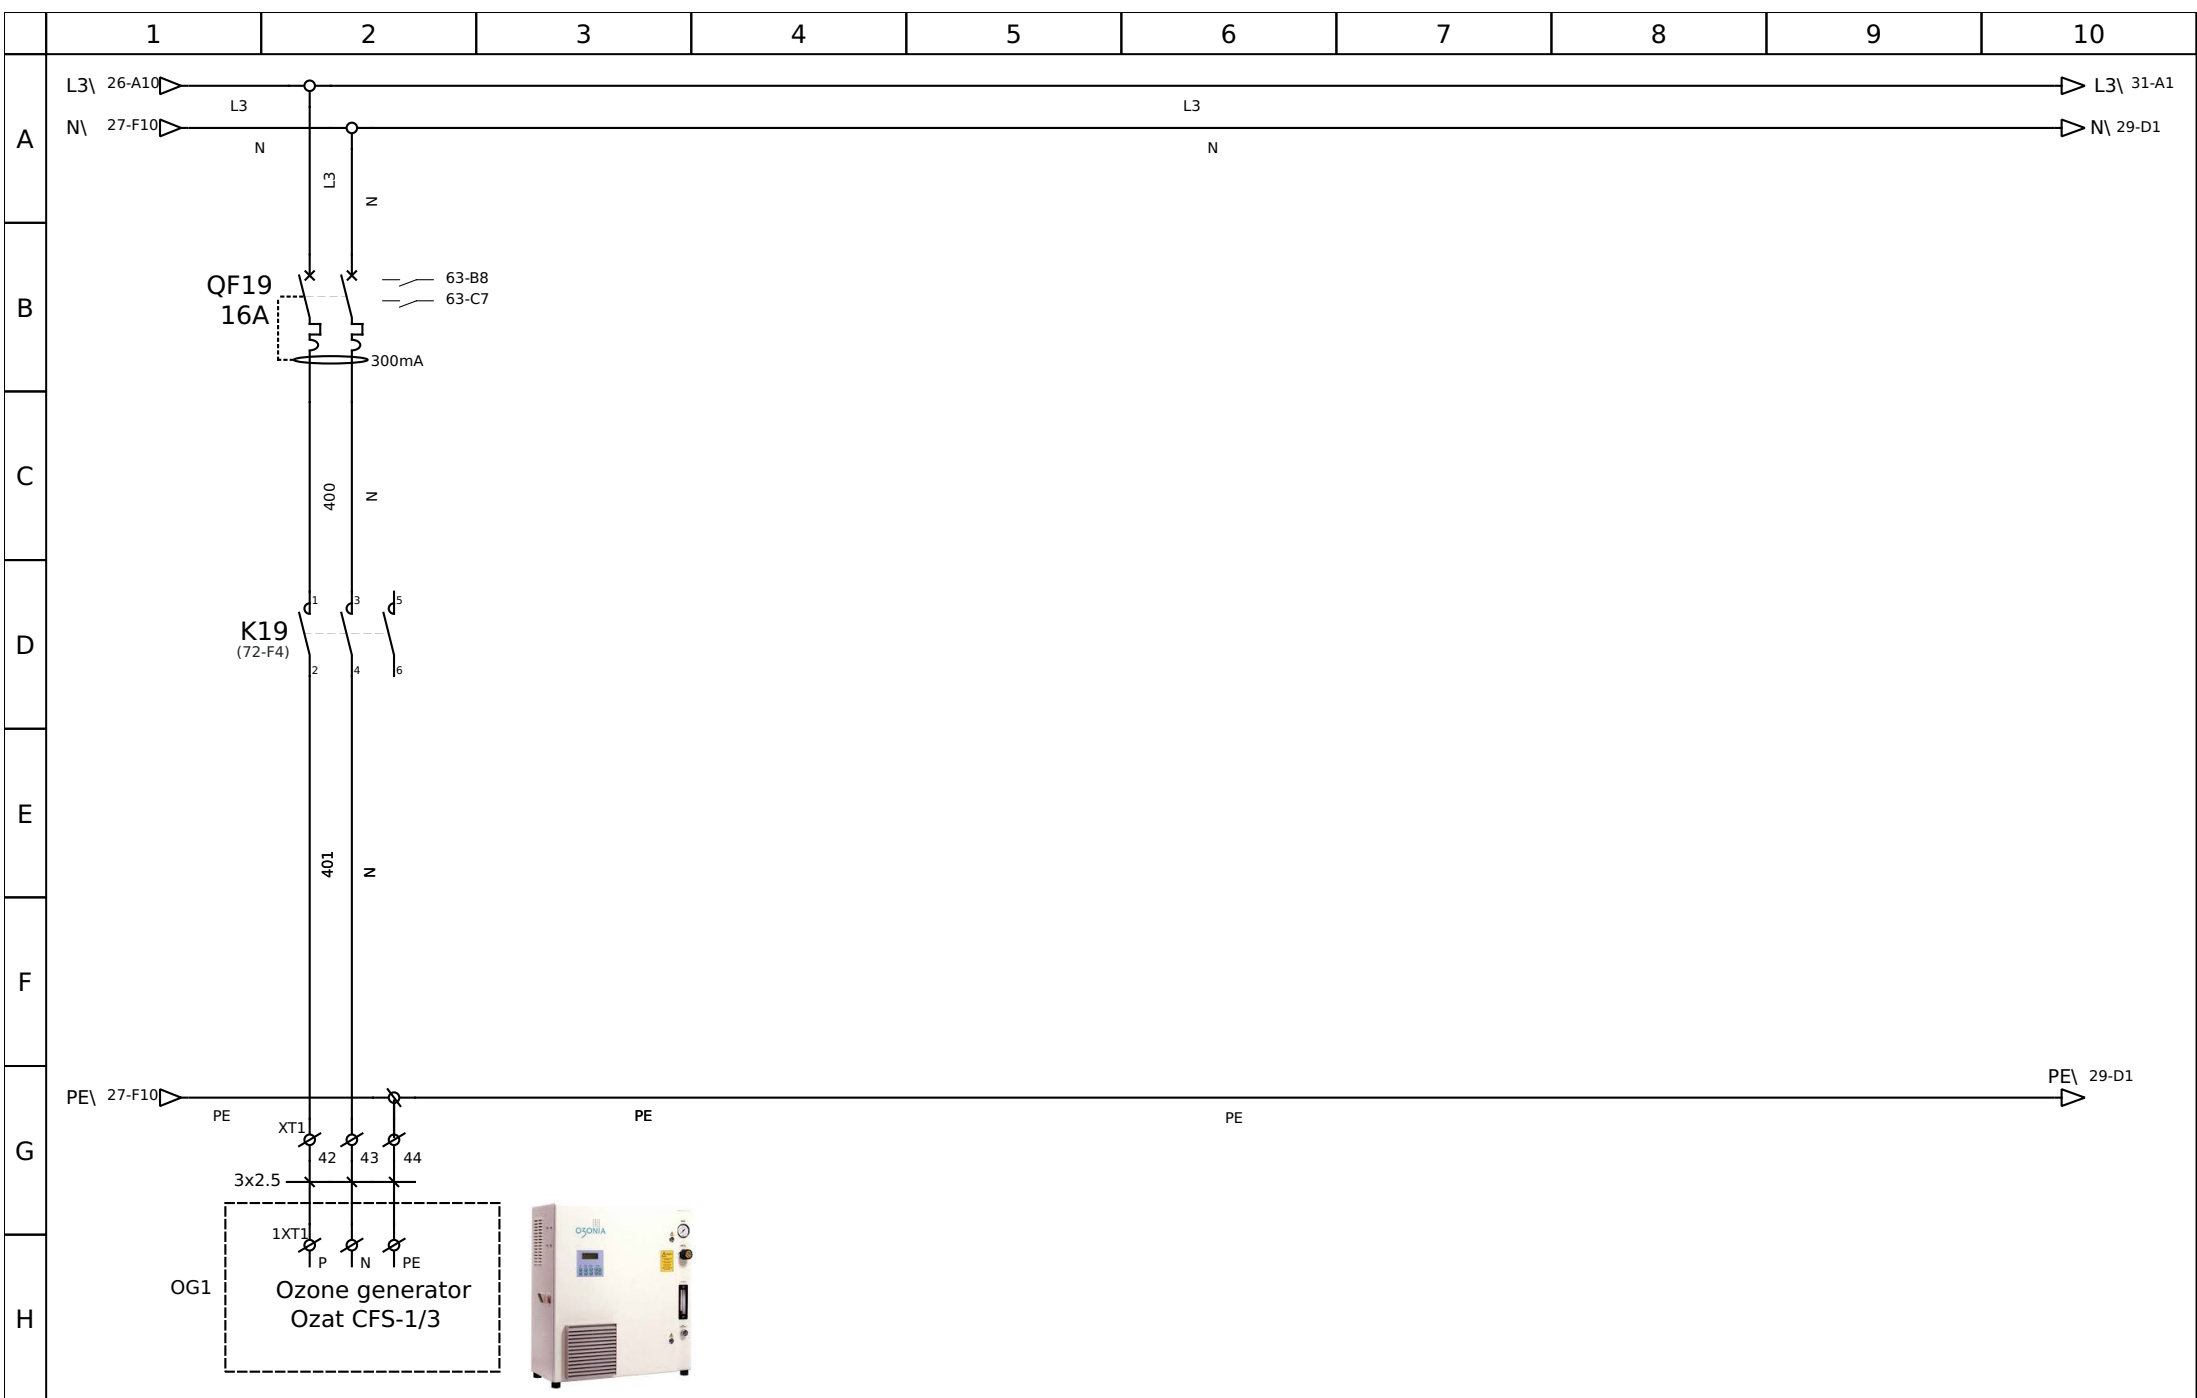 1 2 3 4 5 6 7 8 9 10
L3\ 26-A10
L3\ 31-A1
L3
L3
N\ 27-F10
N\ 29-D1
A
N
N
L3
N
B
QF19
16A
63-B8
63-C7
300mA
C
400
N
D
K19
(72-F4)
1
3
5
2
4
6
E
401
N
F
PE\ 29-D1
PE\ 27-F10
PE
PE
PE
G
XT1
42
43
44
3x2.5
OZONIA
1XT1
P
N
PE
H
OG1
Ozone generator
Ozat CFS-1/3